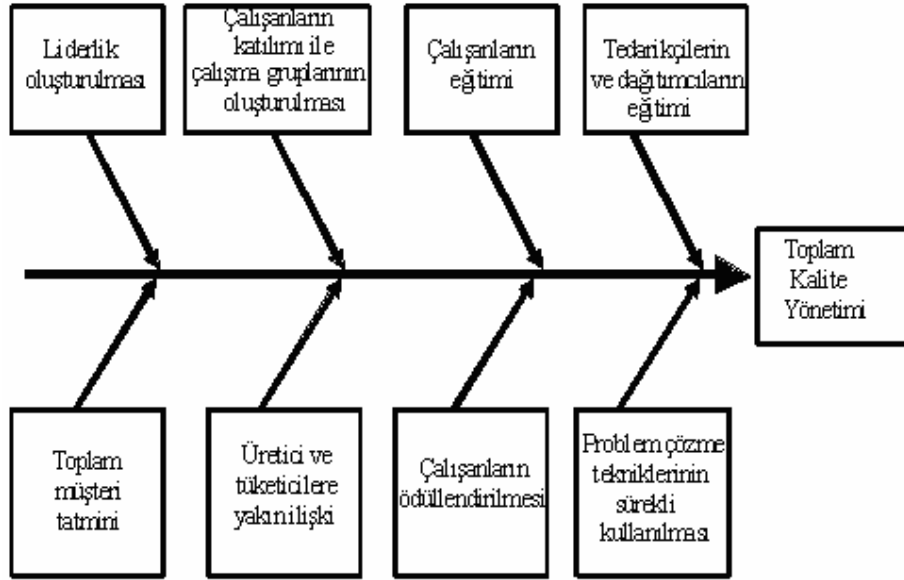 Liderlik
oluşturulması
Çalışanların
katılımı ile
çalışma gruplarının
oluşturulması
Çalışanların
eğitimi
Tedarikçilerin
ve dağıtımcıların
eğitimi
Toplam
Kalite
Yönetimi
Toplam
müşteri
tatmini
Üretici ve
tüketicilere
yakın ilişki
Çalışanların
ödüllendirilmesi
Problem çözme
tekniklerinin
sürekli
kullanılması